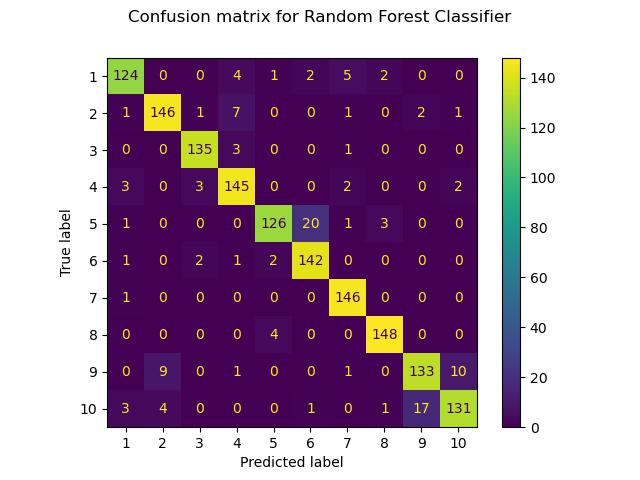 Confusion matrix for Random Forest Classifier
1 124 0 0 4 1 2 5 2 0 0
2 1 146 1 7 0 0 1 0 2 1
3 0 0 135 3 0 0 1 0 0 0
4 3 0 3 145 0 0 2 0 0 2
5 1 0 0 0 126 20 1 3 0 0
6 1 0 2 1 2 142 0 0 0 0
7 1 0 0 0 0 0 146 0 0 0
8 0 0 0 0 4 0 0 148 0 0
9 0 9 0 1 0 0 1 0 133 10
10 3 4 0 0 0 1 0 1 17 131
1 2 3 4 5 6 7 8 9 10
Predicted label
True label
140
120
100
80
60
40
20
0